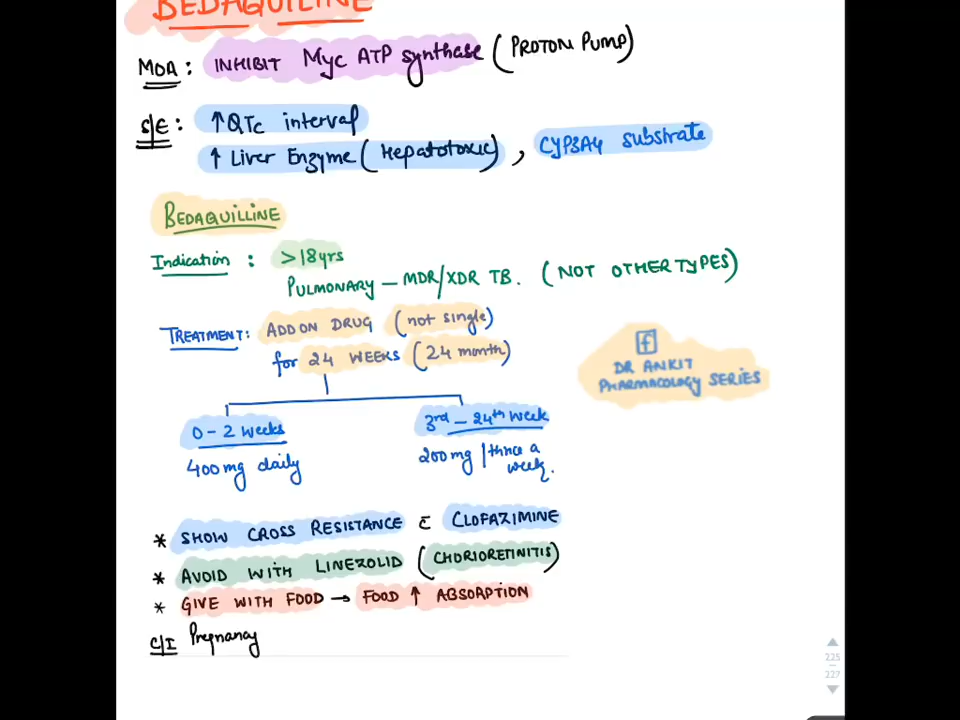 BEDAQUILINE
MOA: INHIBIT Myc ATP synthase (PROTON PUMP)
S/E: ↑QTc interval
↑ Liver Enzyme (Hepatotoxic), CYP3A4 substrate
BEDAQUILLINE
Indication : >18yrs
PULMONARY – MDR/XDR TB. (NOT OTHER TYPES)
TREATMENT: ADD ON DRUG (not single)
for 24 WEEKS (24 month)
DR ANKIT
PHARMACOLOGY SERIES
0-2 weeks
400mg daily
3rd – 24th week
200mg | thrice a
week.
* SHOW CROSS RESISTANCE c̄ CLOFAZIMINE
* AVOID WITH LINEZOLID (CHORIORETINITIS)
* GIVE WITH FOOD → FOOD ↑ ABSORPTION
C/I Pregnancy
225
227